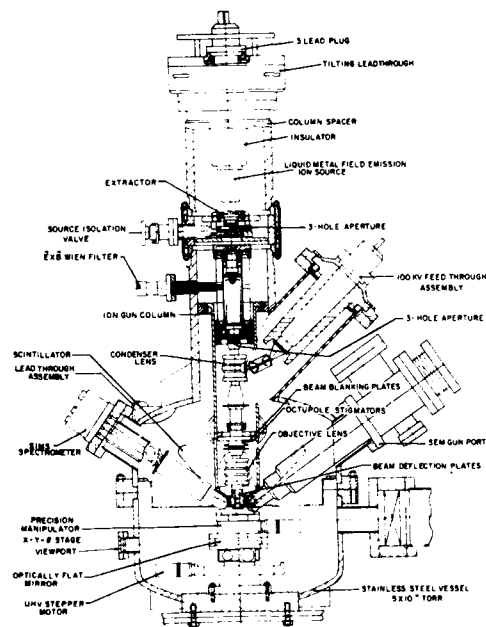 5 LEAD PLUG
TILTING LEADTHROUGH
COLUMN SPACER
INSULATOR
LIQUID METAL FIELD EMISSION
ION SOURCE
EXTRACTOR
SOURCE ISOLATION
VALVE
3-HOLE APERTURE
E×B WIEN FILTER
100 KV FEED THROUGH
ASSEMBLY
ION GUN COLUMN
3-HOLE APERTURE
CONDENSER
LENS
SCINTILLATOR
LEADTHROUGH ASSEMBLY
BEAM BLANKING PLATES
OCTUPOLE STIGMATORS
OBJECTIVE LENS
SIMS
SPECTROMETER
SEM GUN PORT
BEAM DEFLECTION PLATES
PRECISION
MANIPULATOR
X-Y-θ STAGE
VIEWPORT
OPTICALLY FLAT
MIRROR
UHV STEPPER
MOTOR
STAINLESS STEEL VESSEL
5X10 TORR